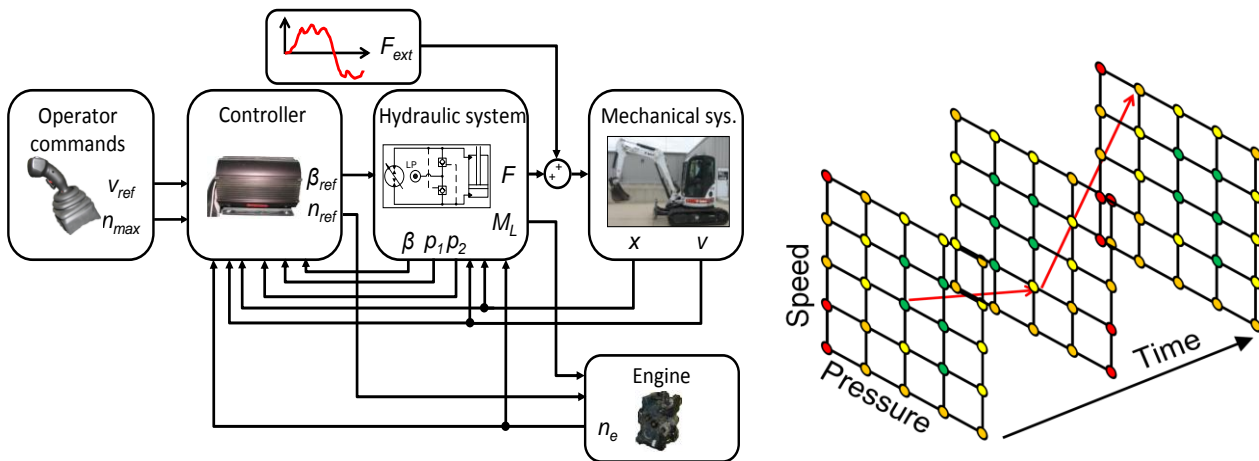 F_ext
Operator
commands
v_ref
n_max
Controller
β_ref
n_ref
Hydraulic system
LP
F
M_L
β p_1 p_2
+
+
Mechanical sys.
x v
Engine
n_e
Speed
Pressure
Time